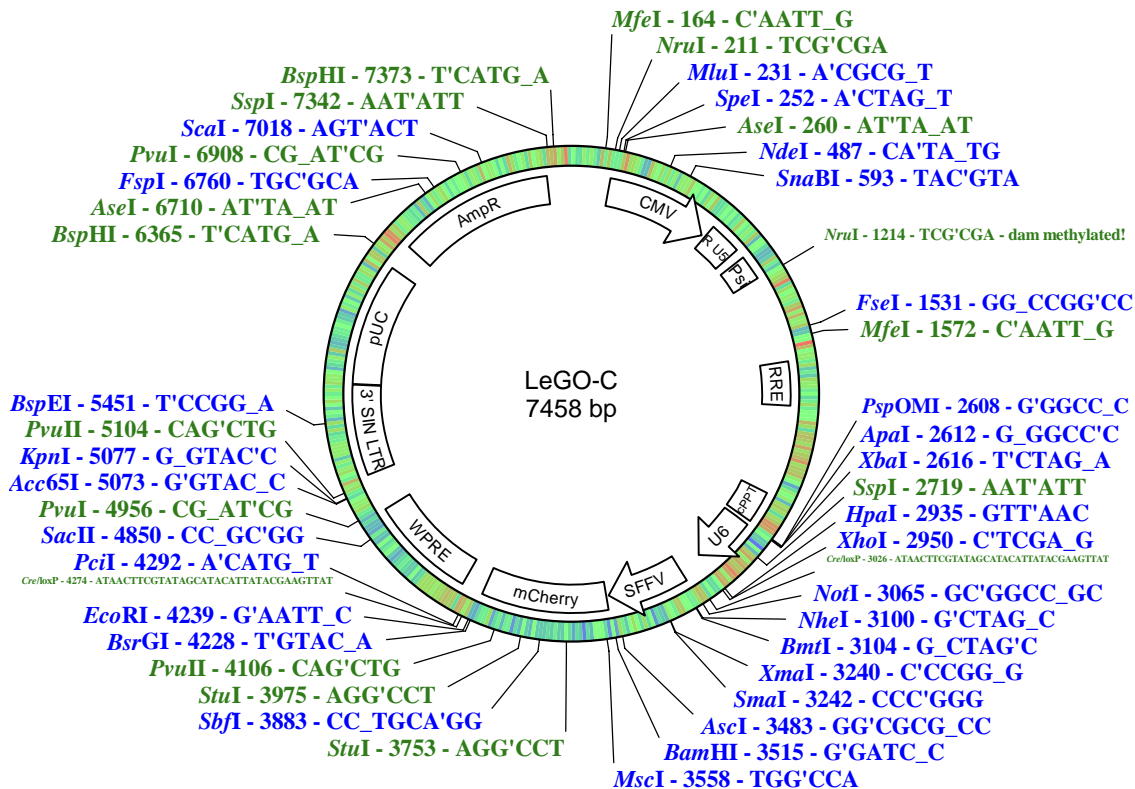 MfeI - 164 - C'AATT_G
NruI - 211 - TCG'CGA
MluI - 231 - A'CGCG_T
SpeI - 252 - A'CTAG_T
AseI - 260 - AT'TA_AT
NdeI - 487 - CA'TA_TG
SnaBI - 593 - TAC'GTA
NruI - 1214 - TCG'CGA - dam methylated!
FseI - 1531 - GG_CCGG'CC
MfeI - 1572 - C'AATT_G
PspOMI - 2608 - G'GGCC_C
ApaI - 2612 - G_GGCC'C
XbaI - 2616 - T'CTAG_A
SspI - 2719 - AAT'ATT
HpaI - 2935 - GTT'AAC
XhoI - 2950 - C'TCGA_G
Cre/loxP - 3026 - ATAACTTCGTATAGCATACATTATACGAAGTTAT
NotI - 3065 - GC'GGCC_GC
NheI - 3100 - G'CTAG_C
BmtI - 3104 - G_CTAG'C
XmaI - 3240 - C'CCGG_G
SmaI - 3242 - CCC'GGG
AscI - 3483 - GG'CGCG_CC
BamHI - 3515 - G'GATC_C
MscI - 3558 - TGG'CCA
StuI - 3753 - AGG'CCT
SbfI - 3883 - CC_TGCA'GG
StuI - 3975 - AGG'CCT
PvuII - 4106 - CAG'CTG
BsrGI - 4228 - T'GTAC_A
EcoRI - 4239 - G'AATT_C
Cre/loxP - 4274 - ATAACTTCGTATAGCATACATTATACGAAGTTAT
PciI - 4292 - A'CATG_T
SacII - 4850 - CC_GC'GG
PvuI - 4956 - CG_AT'CG
Acc65I - 5073 - G'GTAC_C
KpnI - 5077 - G_GTAC'C
PvuII - 5104 - CAG'CTG
BspEI - 5451 - T'CCGG_A
BspHI - 6365 - T'CATG_A
AseI - 6710 - AT'TA_AT
FspI - 6760 - TGC'GCA
PvuI - 6908 - CG_AT'CG
ScaI - 7018 - AGT'ACT
SspI - 7342 - AAT'ATT
BspHI - 7373 - T'CATG_A
CMV
R U5
Psi
RRE
cPPT
U6
SFFV
mCherry
WPRE
3' SIN LTR
pUC
AmpR
LeGO-C
7458 bp